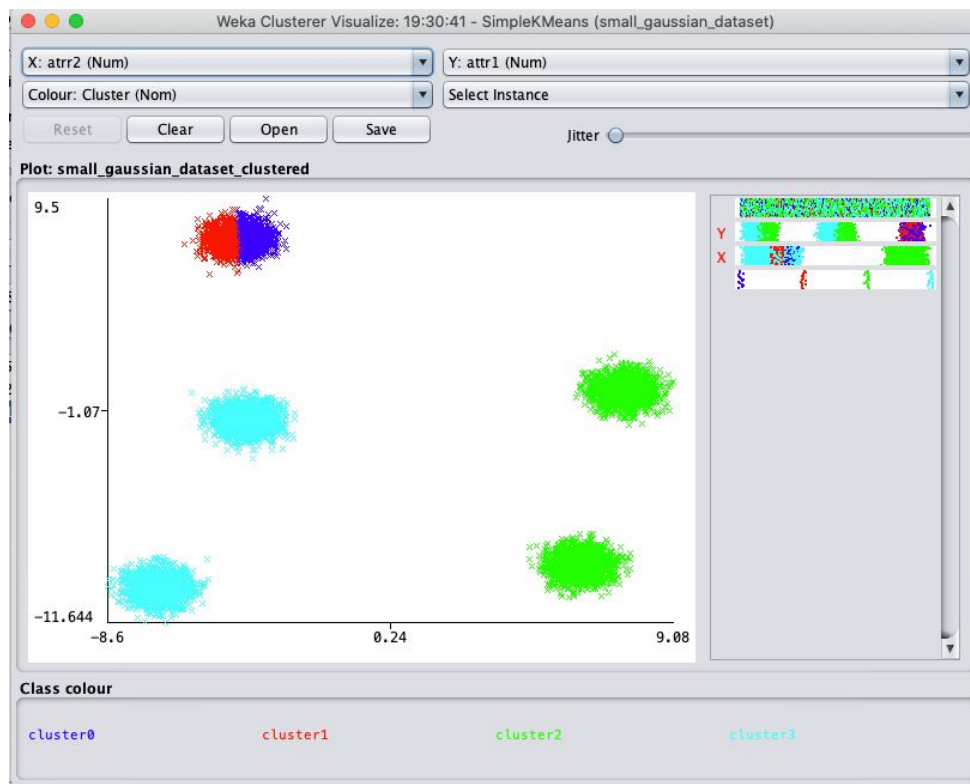 Weka Clusterer Visualize: 19:30:41 - SimpleKMeans (small_gaussian_dataset)
X: atrr2 (Num) Y: attr1 (Num)
Colour: Cluster (Nom) Select Instance
Reset Clear Open Save Jitter
Plot: small_gaussian_dataset_clustered
9.5
-1.07
-11.644
-8.6 0.24 9.08
Y
X
Class colour
cluster0 cluster1 cluster2 cluster3